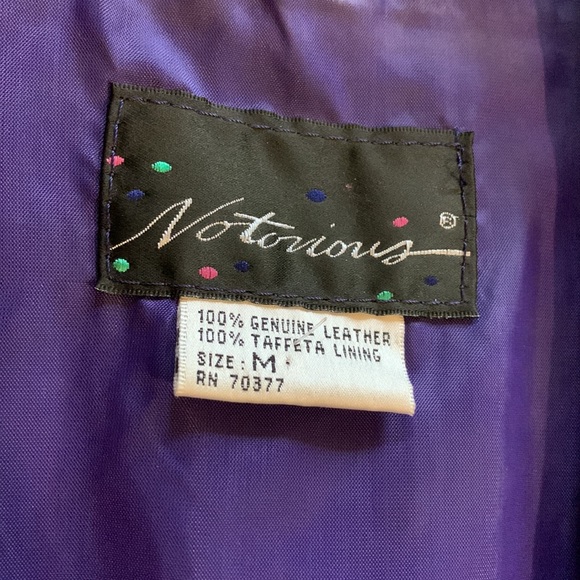 Notorious ®
100% GENUINE LEATHER
100% TAFFETA LINING
SIZE: M
RN 70377